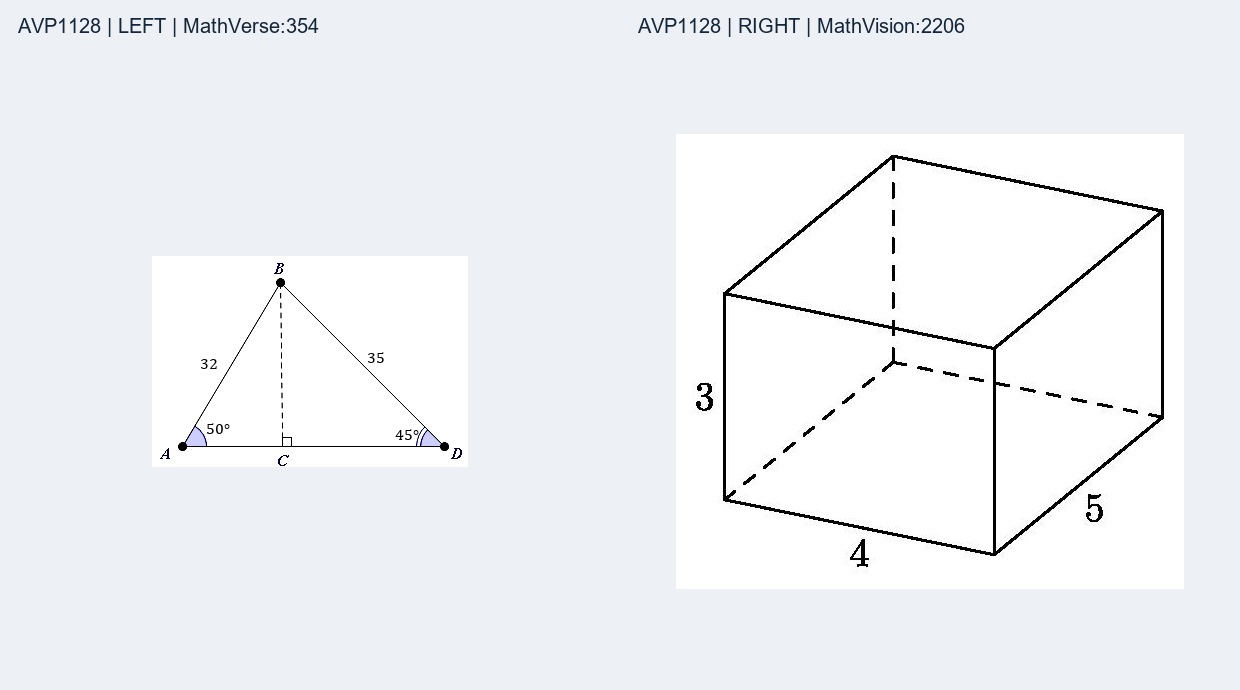 AVP1128 | LEFT | MathVerse:354
B
32
35
50°
45°
A
C
D
AVP1128 | RIGHT | MathVision:2206
3
5
4